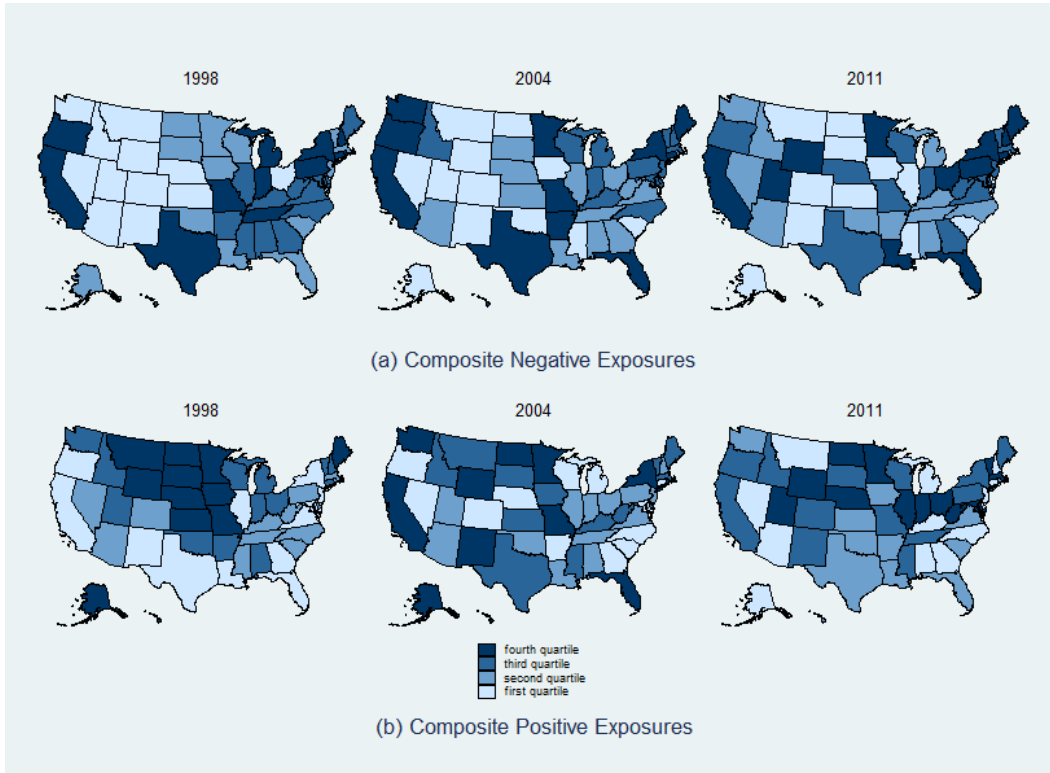 1998
2004
2011
(a) Composite Negative Exposures
1998
2004
2011
fourth quartile
third quartile
second quartile
first quartile
(b) Composite Positive Exposures